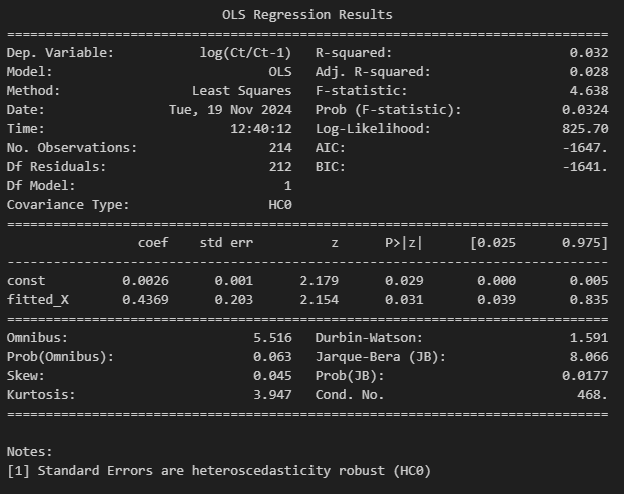 OLS Regression Results
==============================================================================
Dep. Variable: log(Ct/Ct-1) R-squared: 0.032
Model: OLS Adj. R-squared: 0.028
Method: Least Squares F-statistic: 4.638
Date: Tue, 19 Nov 2024 Prob (F-statistic): 0.0324
Time: 12:40:12 Log-Likelihood: 825.70
No. Observations: 214 AIC: -1647.
Df Residuals: 212 BIC: -1641.
Df Model: 1
Covariance Type: HC0
==============================================================================
coef std err z P>|z| [0.025 0.975]
------------------------------------------------------------------------------
const 0.0026 0.001 2.179 0.029 0.000 0.005
fitted_X 0.4369 0.203 2.154 0.031 0.039 0.835
==============================================================================
Omnibus: 5.516 Durbin-Watson: 1.591
Prob(Omnibus): 0.063 Jarque-Bera (JB): 8.066
Skew: 0.045 Prob(JB): 0.0177
Kurtosis: 3.947 Cond. No. 468.
==============================================================================
Notes:
[1] Standard Errors are heteroscedasticity robust (HC0)